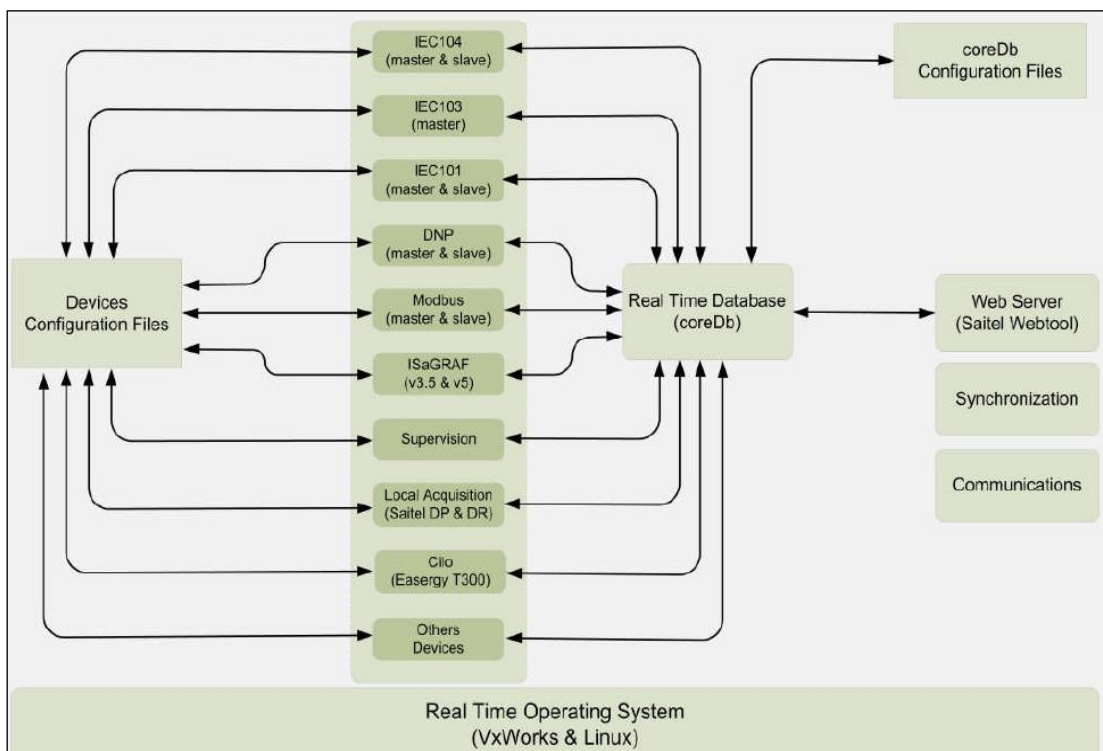 IEC104
(master & slave)
IEC103
(master)
IEC101
(master & slave)
DNP
(master & slave)
Modbus
(master & slave)
ISaGRAF
(v3.5 & v5)
Supervision
Local Acquisition
(Saitel DP & DR)
Clio
(Easergy T300)
Others
Devices
Devices
Configuration Files
Real Time Database
(coreDb)
coreDb
Configuration Files
Web Server
(Saitel Webtool)
Synchronization
Communications
Real Time Operating System
(VxWorks & Linux)